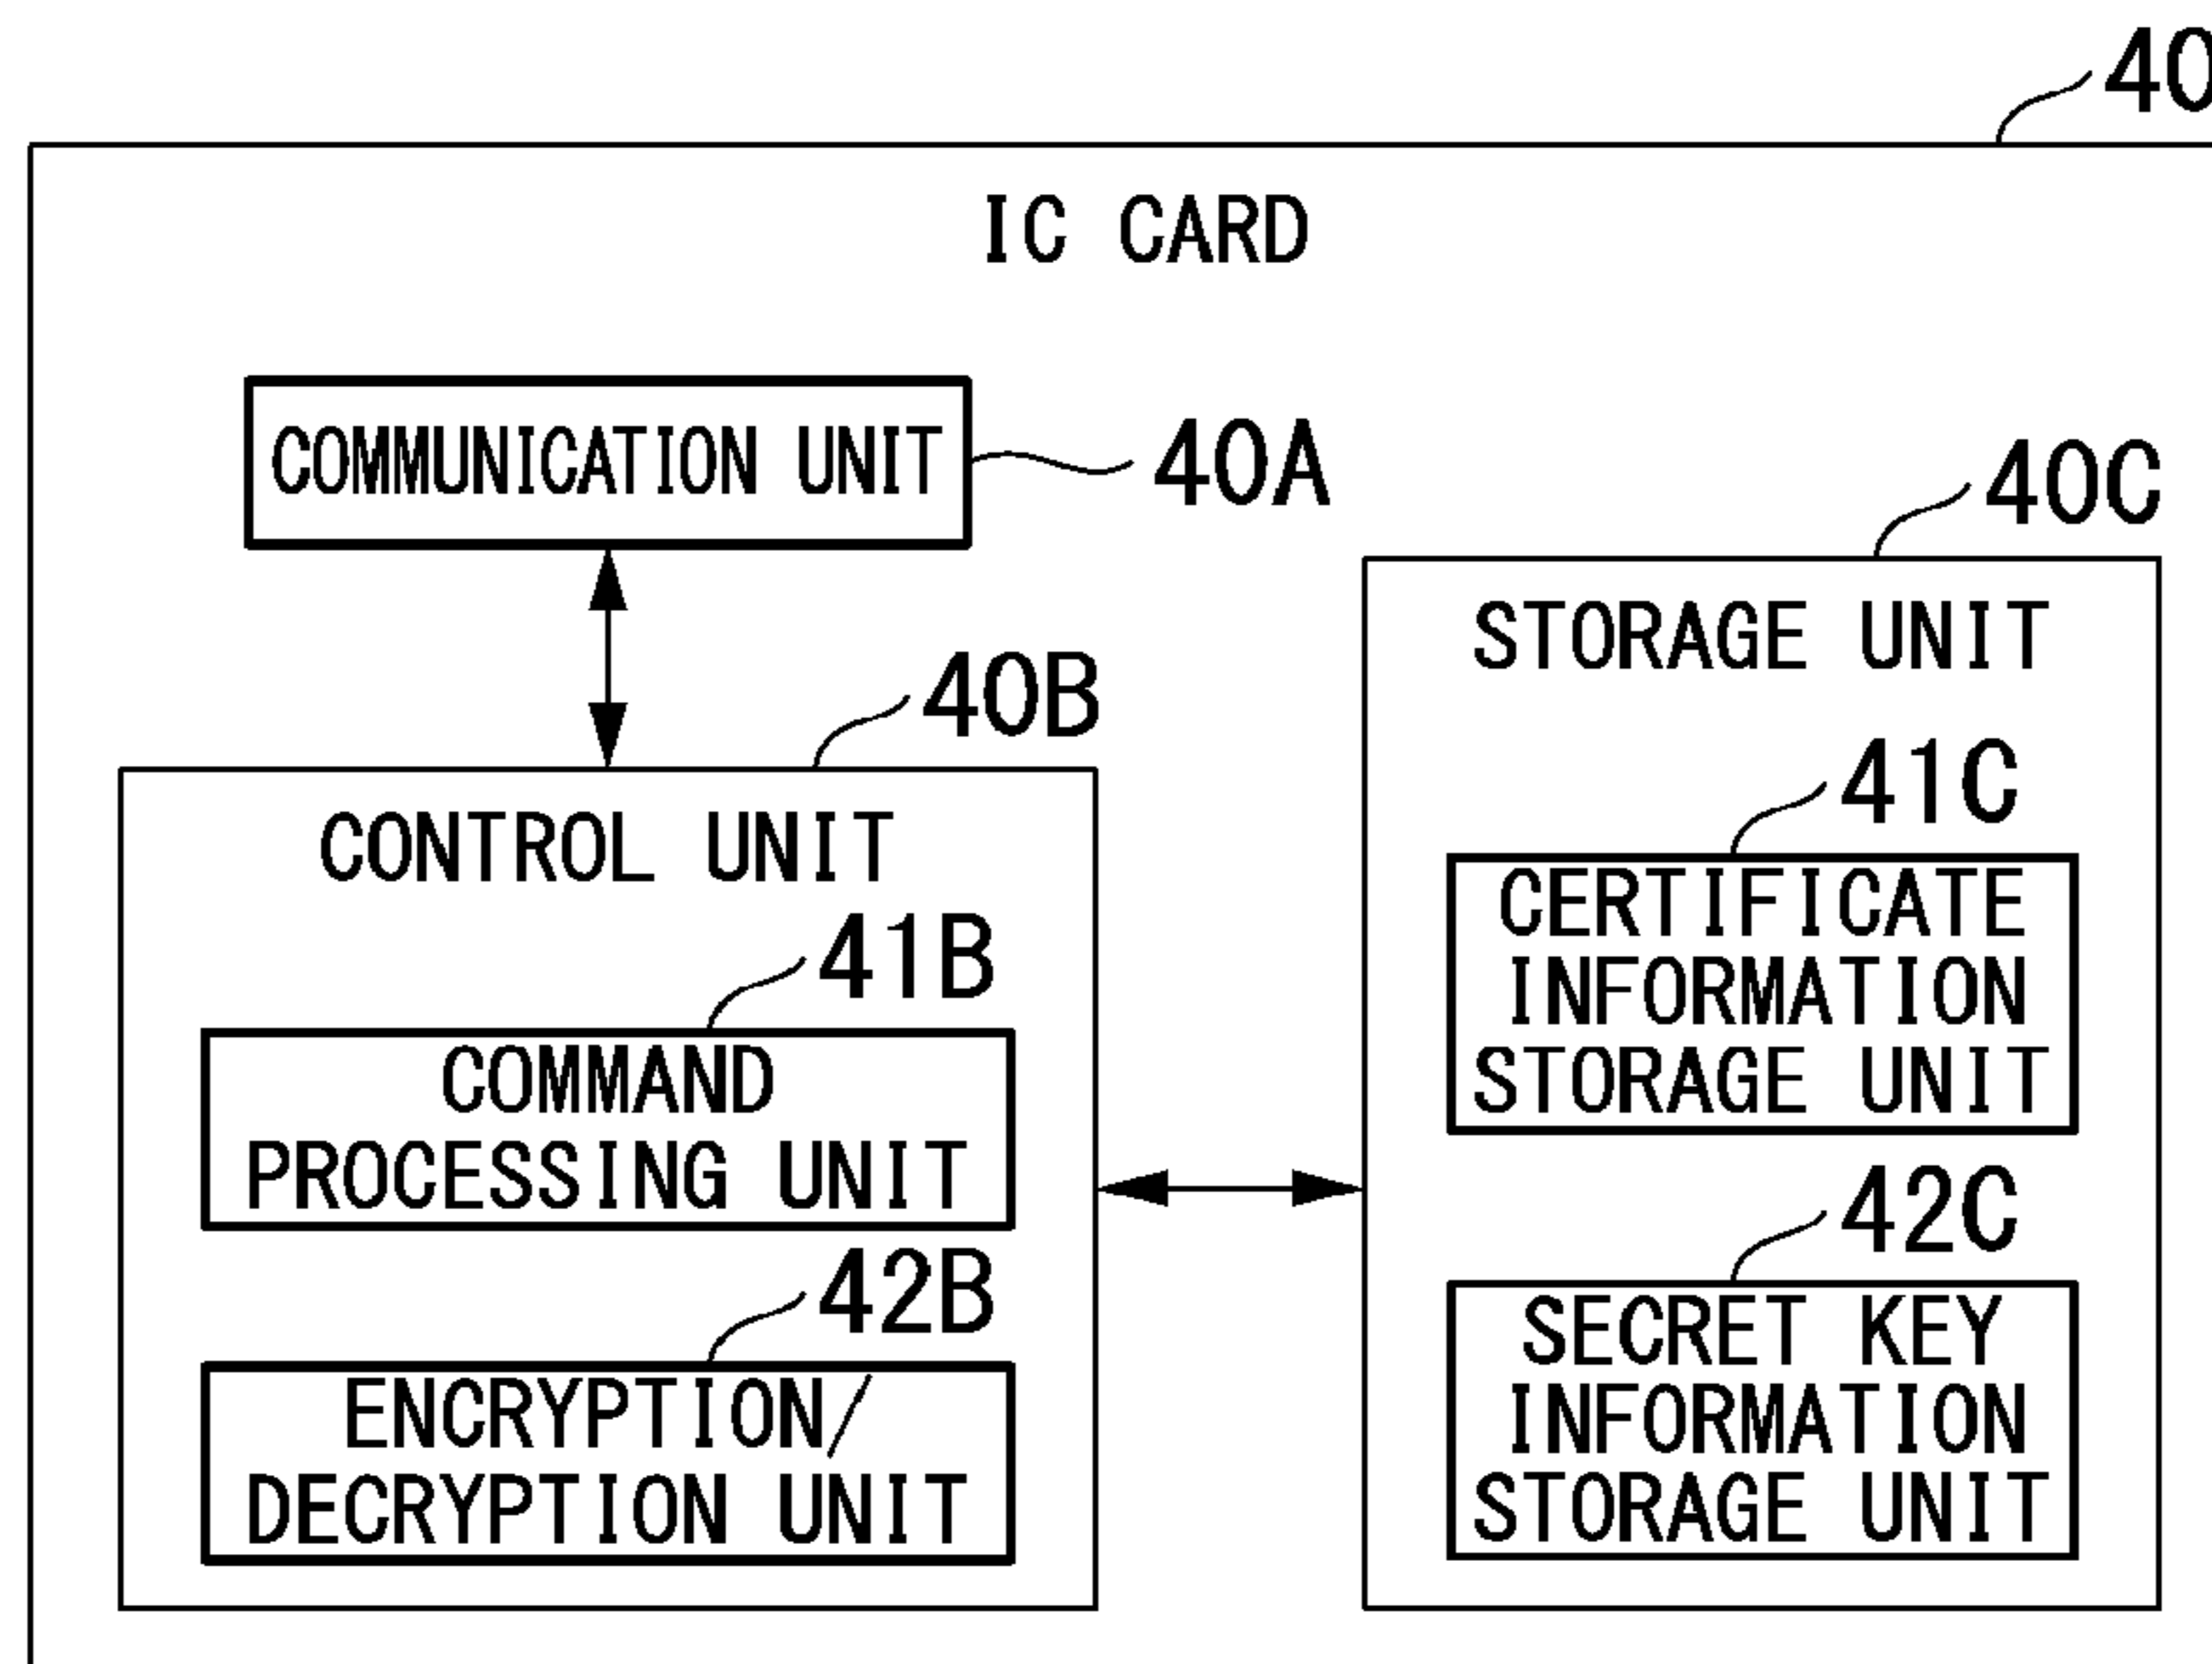 40
IC CARD
COMMUNICATION UNIT
40A
40C
STORAGE UNIT
40B
CONTROL UNIT
41C
CERTIFICATE
INFORMATION
STORAGE UNIT
41B
COMMAND
PROCESSING UNIT
42C
SECRET KEY
INFORMATION
STORAGE UNIT
42B
ENCRYPTION/
DECRYPTION UNIT